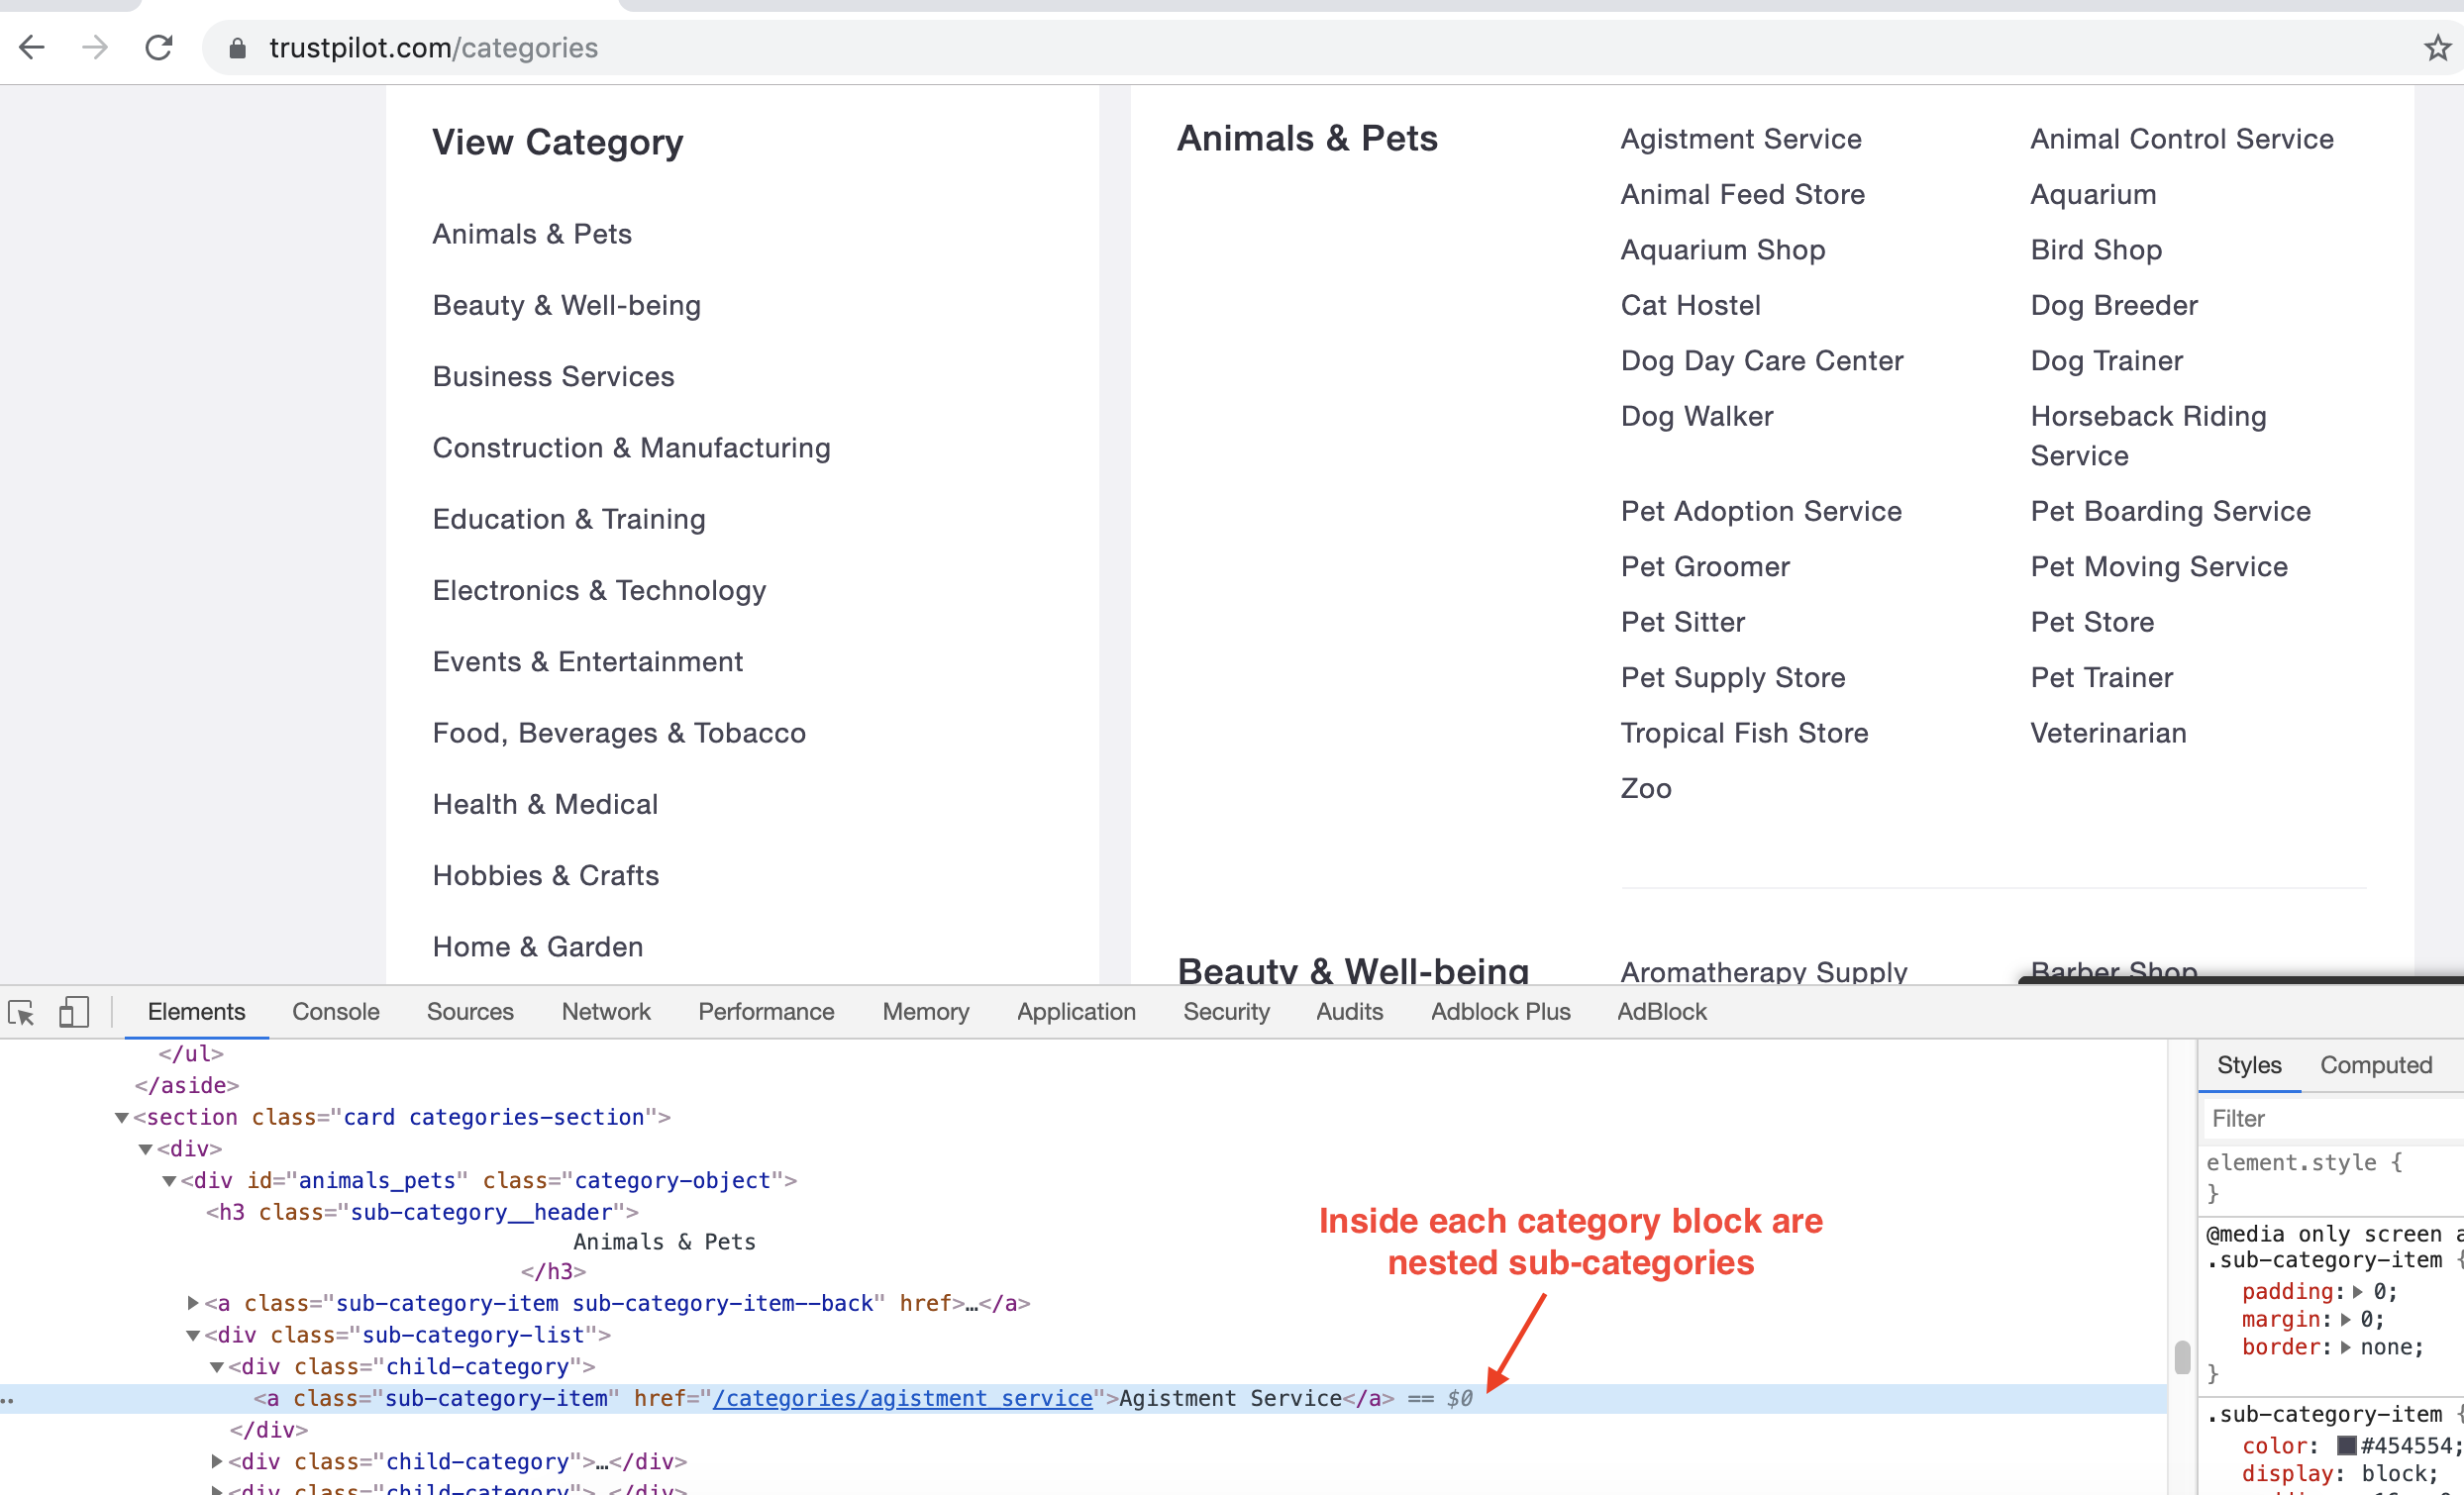 trustpilot.com/categories
View Category
Animals & Pets
Beauty & Well-being
Business Services
Construction & Manufacturing
Education & Training
Electronics & Technology
Events & Entertainment
Food, Beverages & Tobacco
Health & Medical
Hobbies & Crafts
Home & Garden
Animals & Pets
Agistment Service
Animal Control Service
Animal Feed Store
Aquarium
Aquarium Shop
Bird Shop
Cat Hostel
Dog Breeder
Dog Day Care Center
Dog Trainer
Dog Walker
Horseback Riding
Service
Pet Adoption Service
Pet Boarding Service
Pet Groomer
Pet Moving Service
Pet Sitter
Pet Store
Pet Supply Store
Pet Trainer
Tropical Fish Store
Veterinarian
Zoo
Beauty & Well-being
Aromatherapy Supply
Barber Shop
Elements Console Sources Network Performance Memory Application Security Audits Adblock Plus AdBlock
</ul>
</aside>
<section class="card categories-section">
<div>
<div id="animals_pets" class="category-object">
<h3 class="sub-category__header">
Animals & Pets
</h3>
<a class="sub-category-item sub-category-item--back" href>…</a>
<div class="sub-category-list">
<div class="child-category">
<a class="sub-category-item" href="/categories/agistment_service">Agistment Service</a> == $0
</div>
<div class="child-category">…</div>
<div class="child-category">…</div>
Inside each category block are
nested sub-categories
Styles Computed
Filter
element.style {
}
@media only screen a
.sub-category-item {
padding: 0;
margin: 0;
border: none;
}
.sub-category-item {
color: #454554;
display: block;